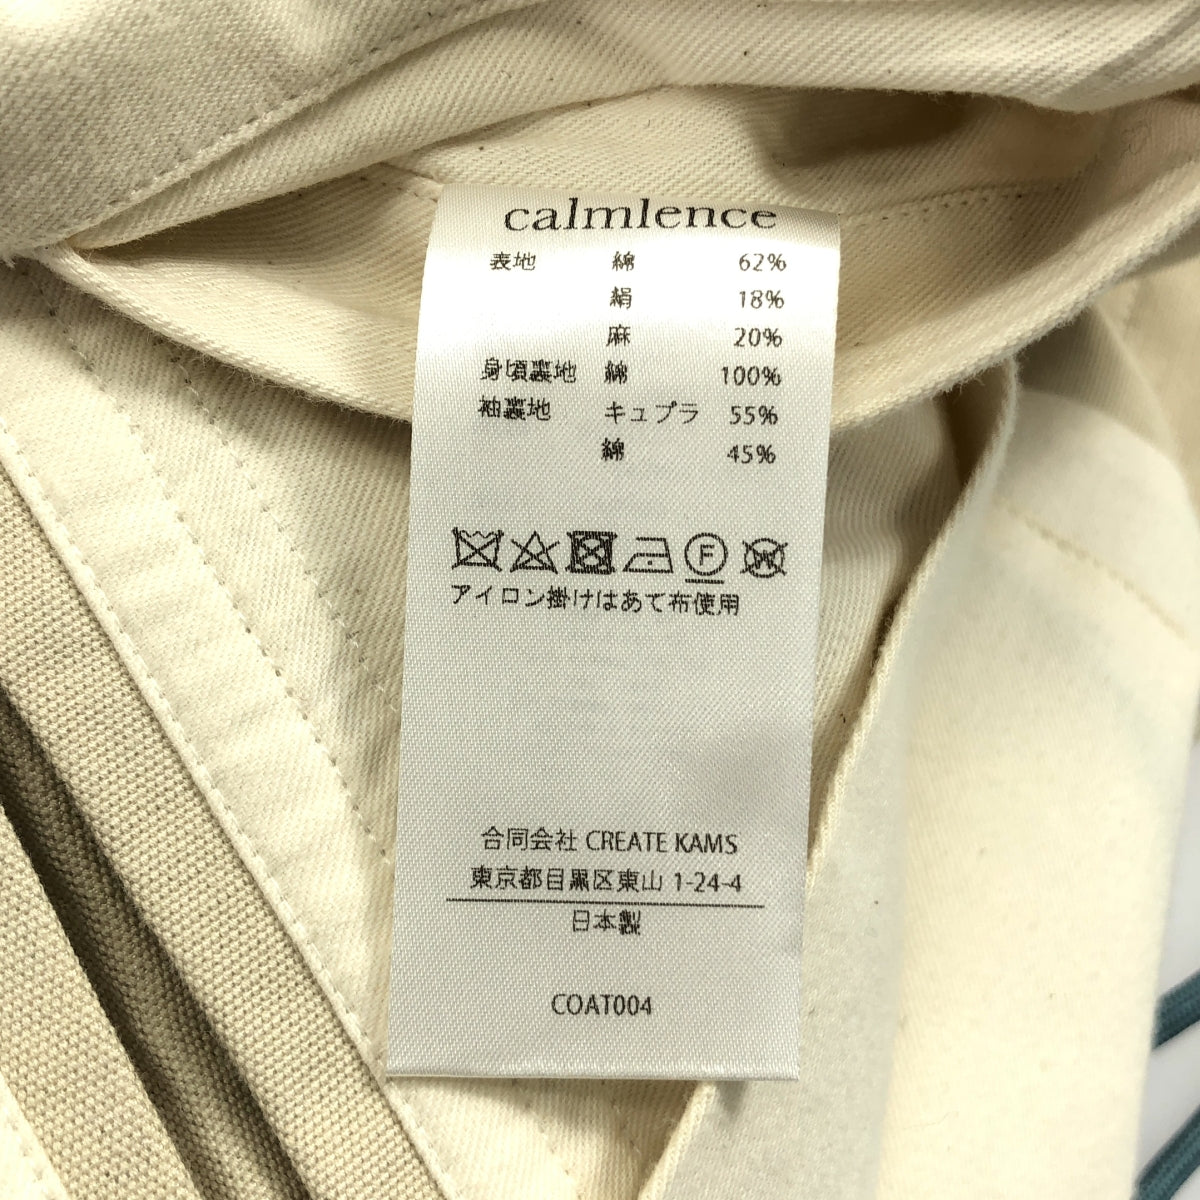 calmlence
表地 綿 62%
絹 18%
麻 20%
身頃裏地 綿 100%
袖裏地 キュプラ 55%
綿 45%
F W
アイロン掛けはあて布使用
合同会社 CREATE KAMS
東京都目黒区東山 1-24-4
日本製
COAT004